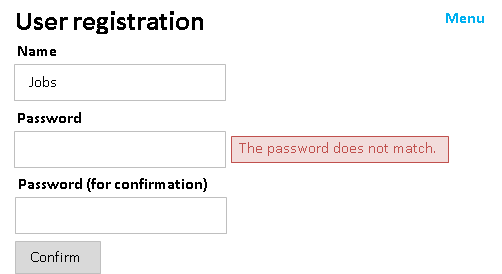 User registration
Menu
Name
Jobs
Password
The password does not match.
Password (for confirmation)
Confirm